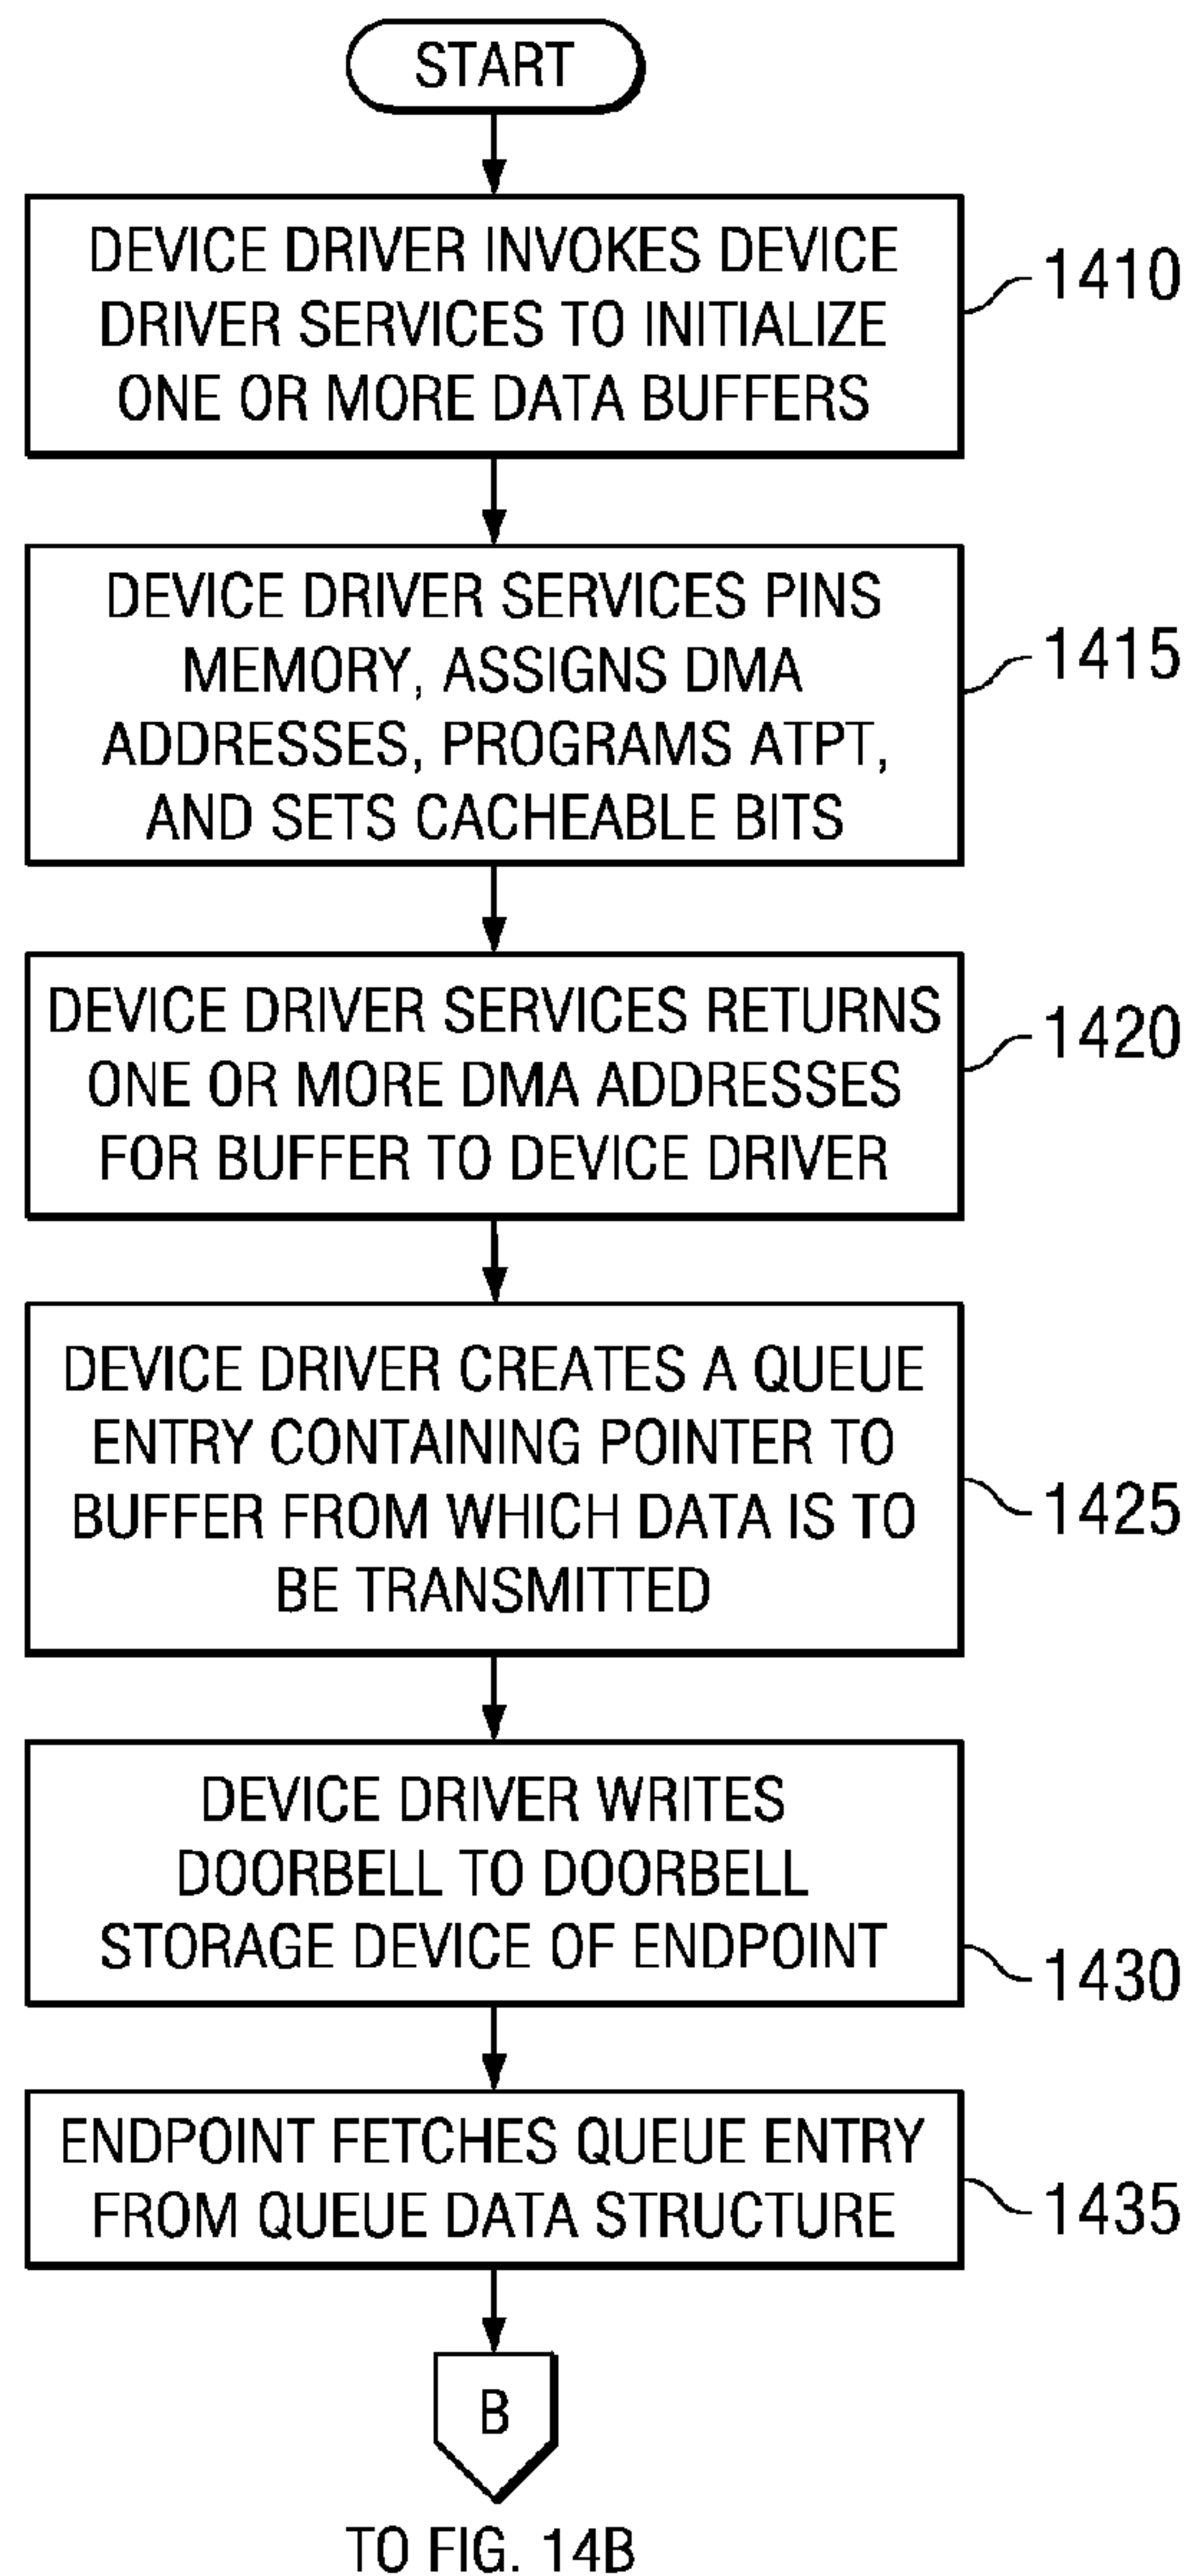 START
DEVICE DRIVER INVOKES DEVICE
DRIVER SERVICES TO INITIALIZE
ONE OR MORE DATA BUFFERS
1410
DEVICE DRIVER SERVICES PINS
MEMORY, ASSIGNS DMA
ADDRESSES, PROGRAMS ATPT,
AND SETS CACHEABLE BITS
1415
DEVICE DRIVER SERVICES RETURNS
ONE OR MORE DMA ADDRESSES
FOR BUFFER TO DEVICE DRIVER
1420
DEVICE DRIVER CREATES A QUEUE
ENTRY CONTAINING POINTER TO
BUFFER FROM WHICH DATA IS TO
BE TRANSMITTED
1425
DEVICE DRIVER WRITES
DOORBELL TO DOORBELL
STORAGE DEVICE OF ENDPOINT
1430
ENDPOINT FETCHES QUEUE ENTRY
FROM QUEUE DATA STRUCTURE
1435
B
TO FIG. 14B